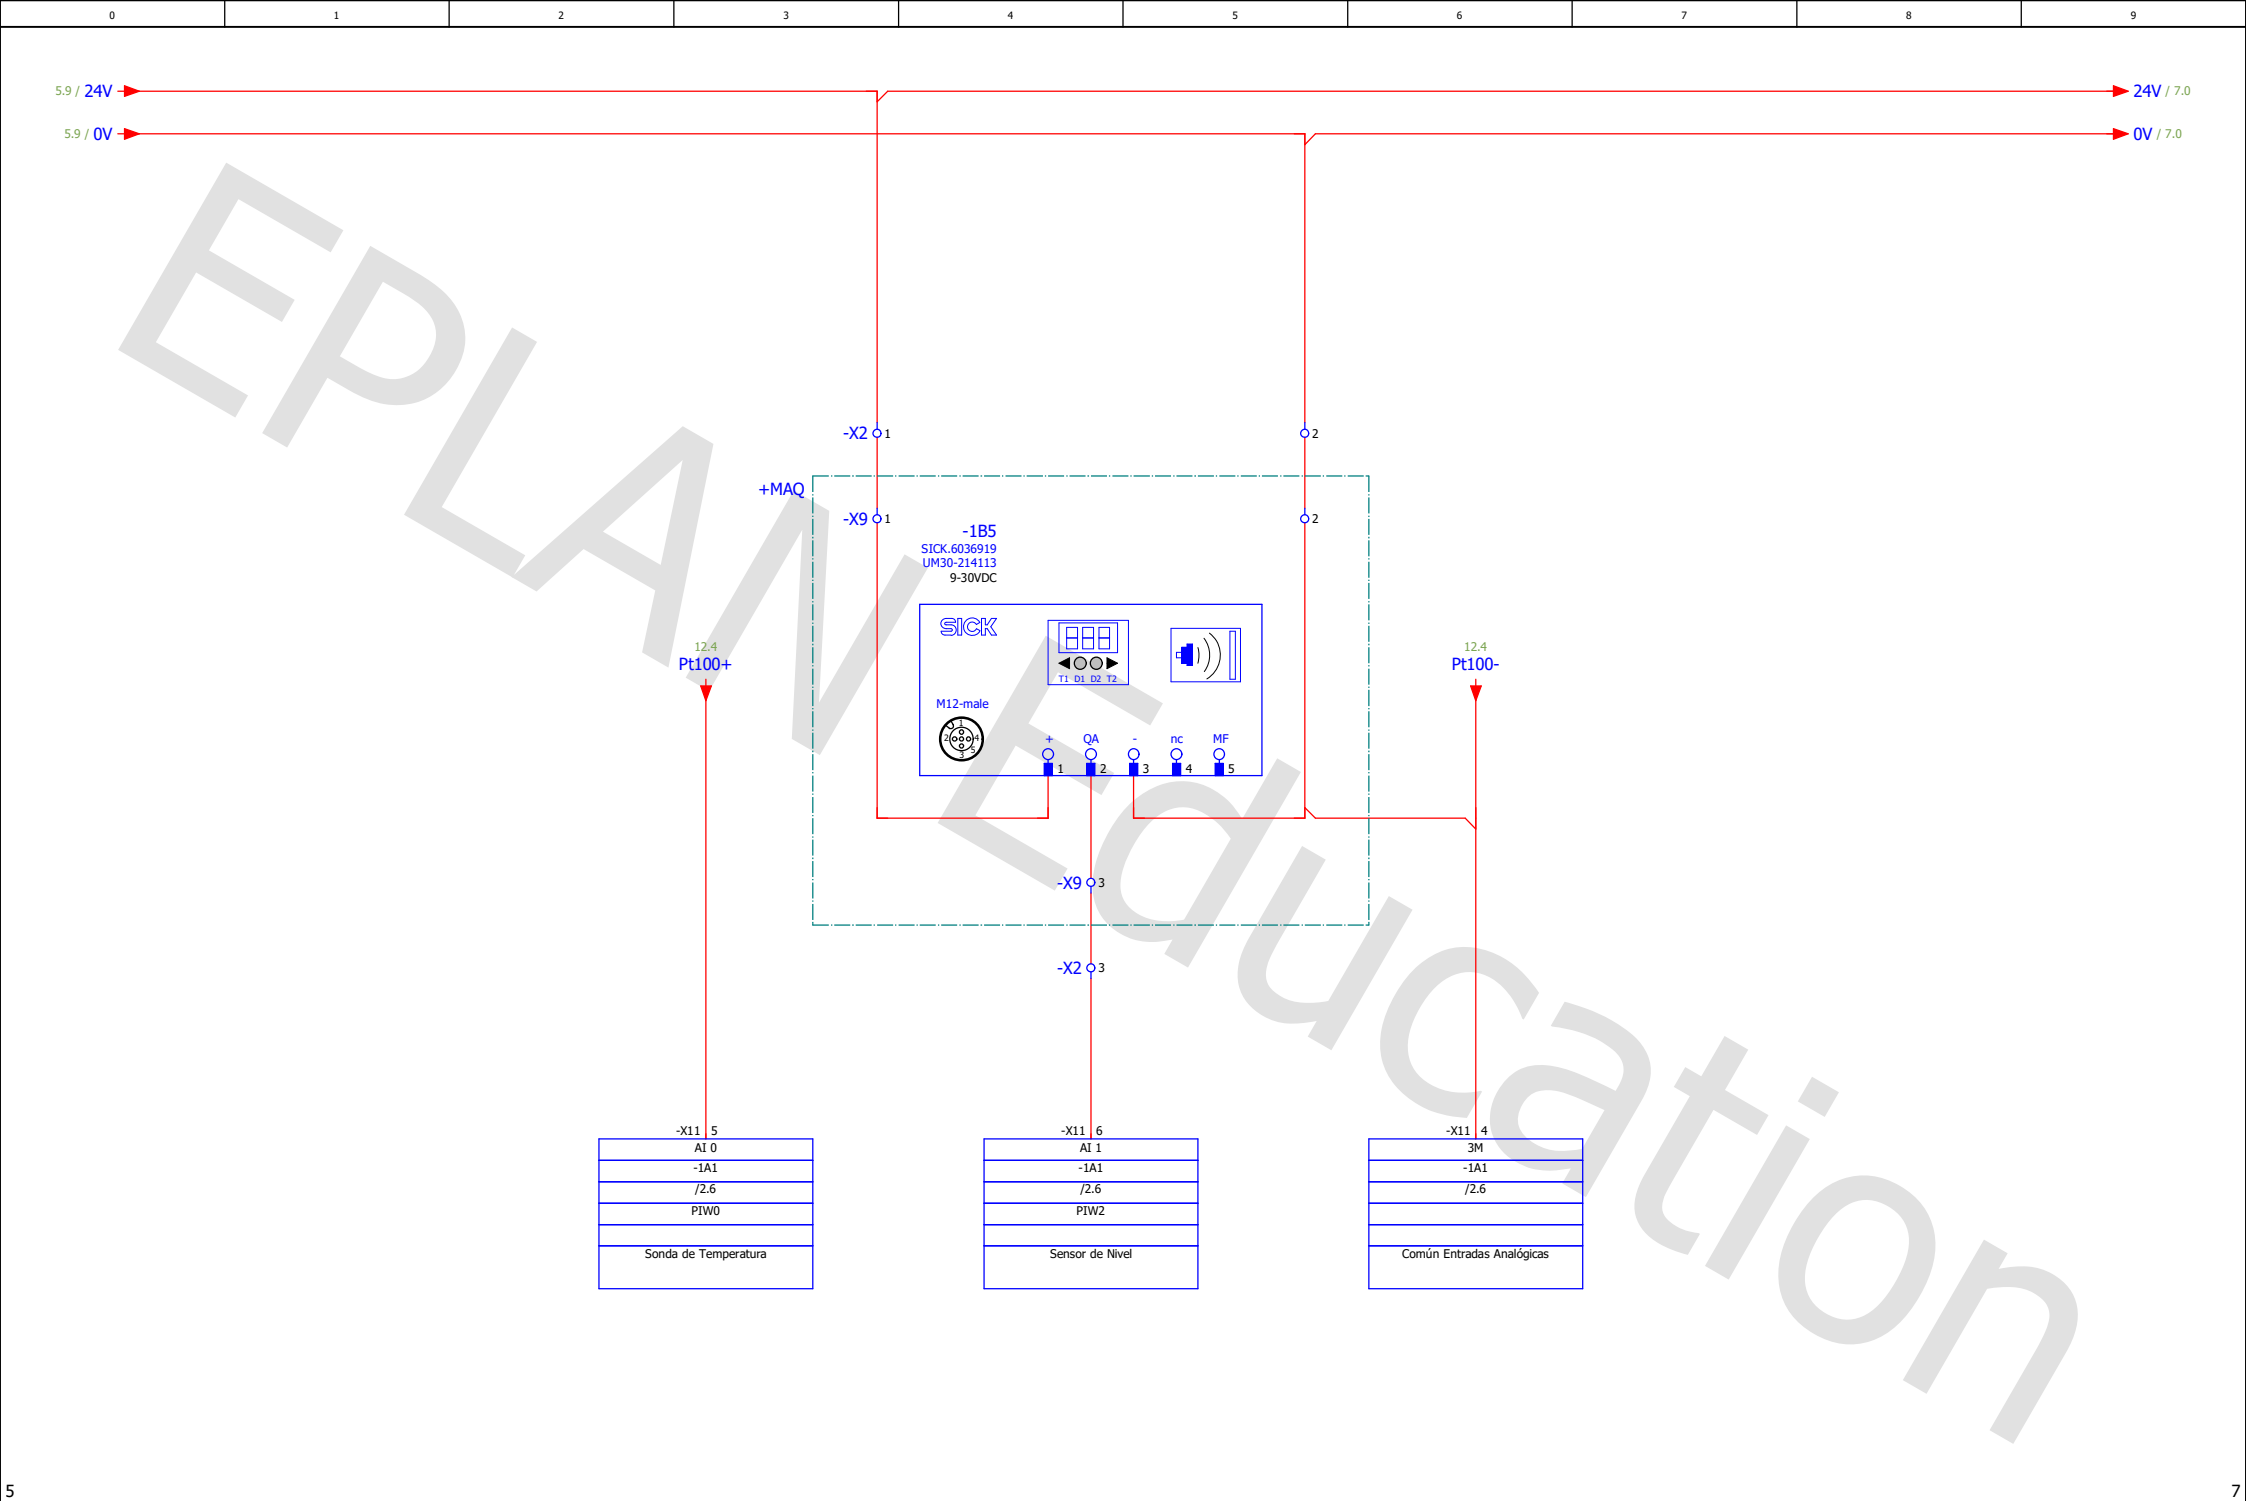 0 1 2 3 4 5 6 7 8 9
5.9 / 24V
24V / 7.0
5.9 / 0V
0V / 7.0
-X2 1
2
+MAQ
-X9 1
2
-1B5
SICK.6036919
UM30-214113
9-30VDC
SICK
T1 D1 D2 T2
12.4
Pt100+
12.4
Pt100-
M12-male
1
2 4
5
3
+ QA - nc MF
1 2 3 4 5
-X9 3
-X2 3
-X11 5
AI 0
-1A1
/2.6
PIW0
Sonda de Temperatura
-X11 6
AI 1
-1A1
/2.6
PIW2
Sensor de Nivel
-X11 4
3M
-1A1
/2.6
Común Entradas Analógicas
EPLAN Education
5
7